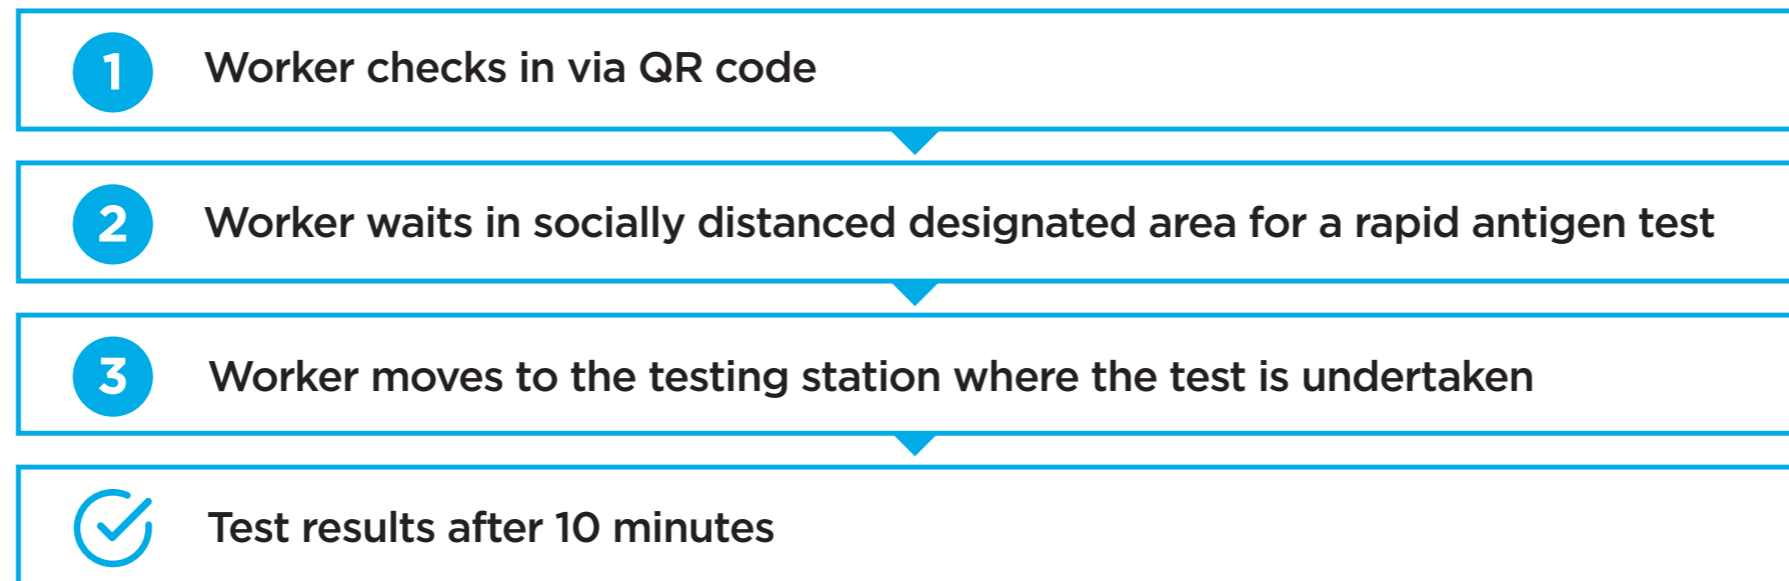 1 Worker checks in via QR code
2 Worker waits in socially distanced designated area for a rapid antigen test
3 Worker moves to the testing station where the test is undertaken
Test results after 10 minutes